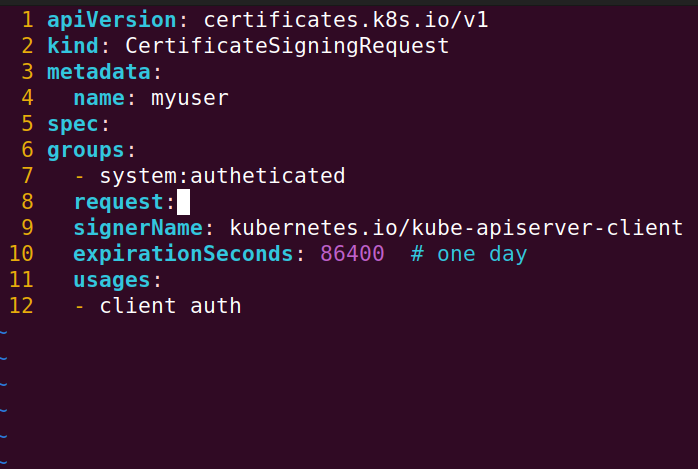 1 apiVersion: certificates.k8s.io/v1
2 kind: CertificateSigningRequest
3 metadata:
4   name: myuser
5 spec:
6 groups:
7   - system:autheticated
8   request:
9   signerName: kubernetes.io/kube-apiserver-client
10   expirationSeconds: 86400  # one day
11   usages:
12   - client auth
~
~
~
~
~
~